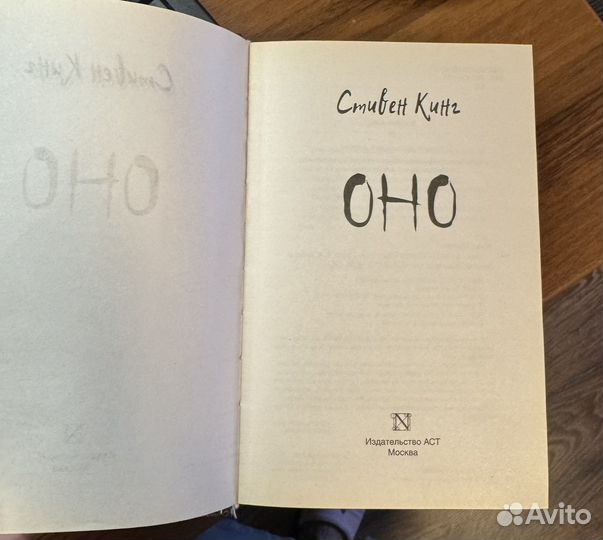 Стивен Кинг
ОНО
Издательство АСТ
Москва
Avito